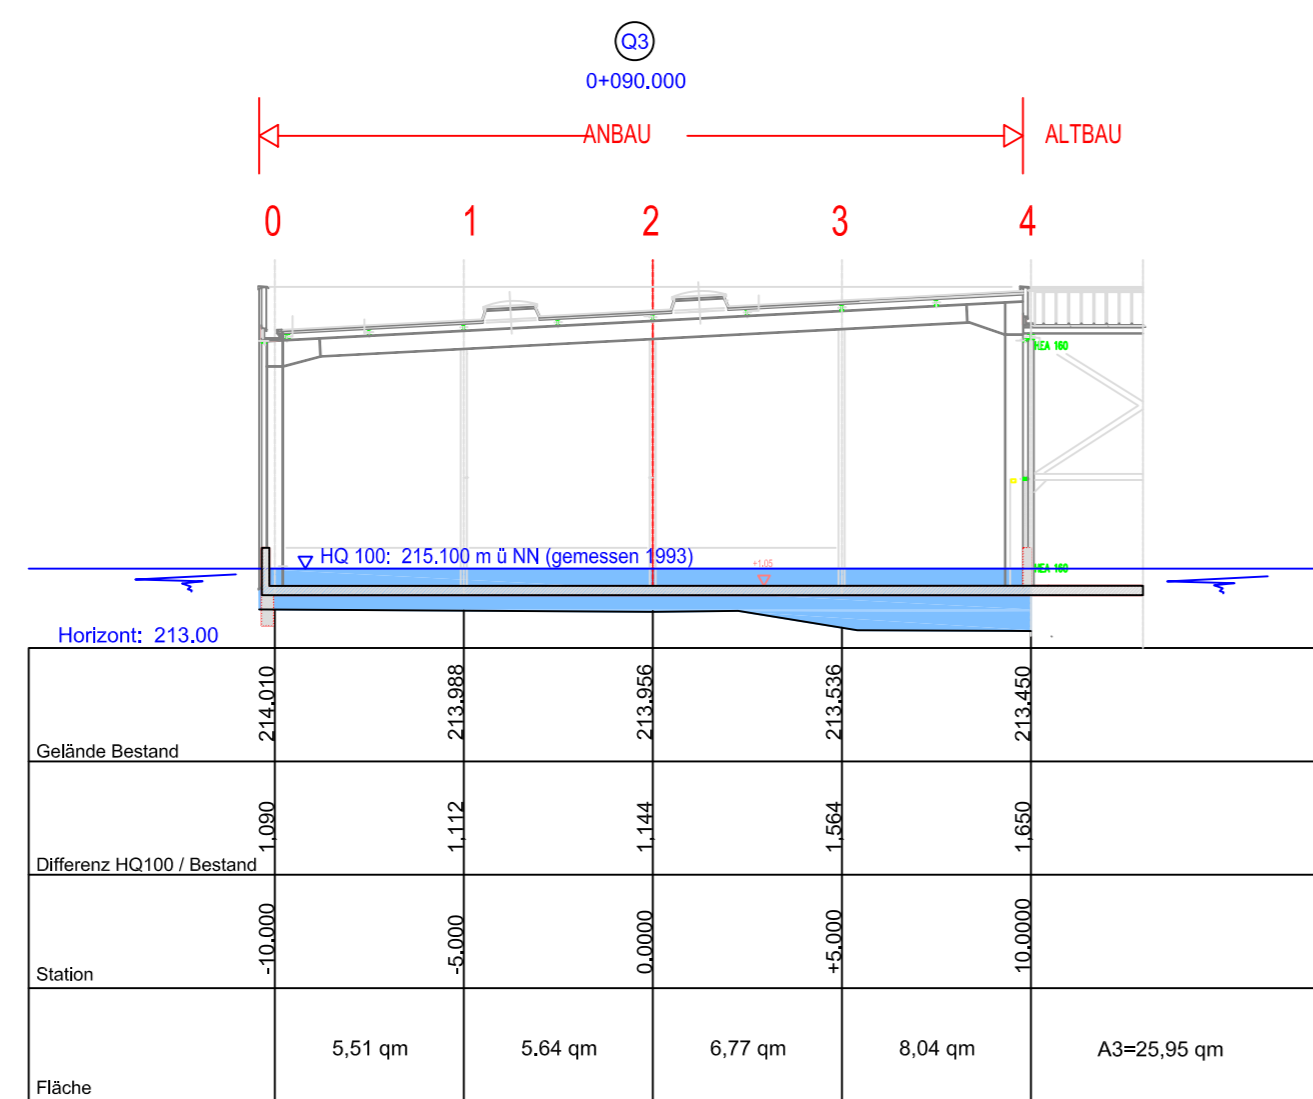 Q3
0+090.000
ANBAU
ALTBAU
0 1 2 3 4
HEA 160
HQ 100: 215.100 m ü NN (gemessen 1993)
+1.05
HEA 160
Horizont: 213.00
Gelände Bestand 214.010 213.988 213.956 213.536 213.450
Differenz HQ100 / Bestand 1,090 1,112 1,144 1,564 1,650
Station -10.000 -5.000 0.0000 +5.000 10.0000
Fläche 5,51 qm 5.64 qm 6,77 qm 8,04 qm A3=25,95 qm